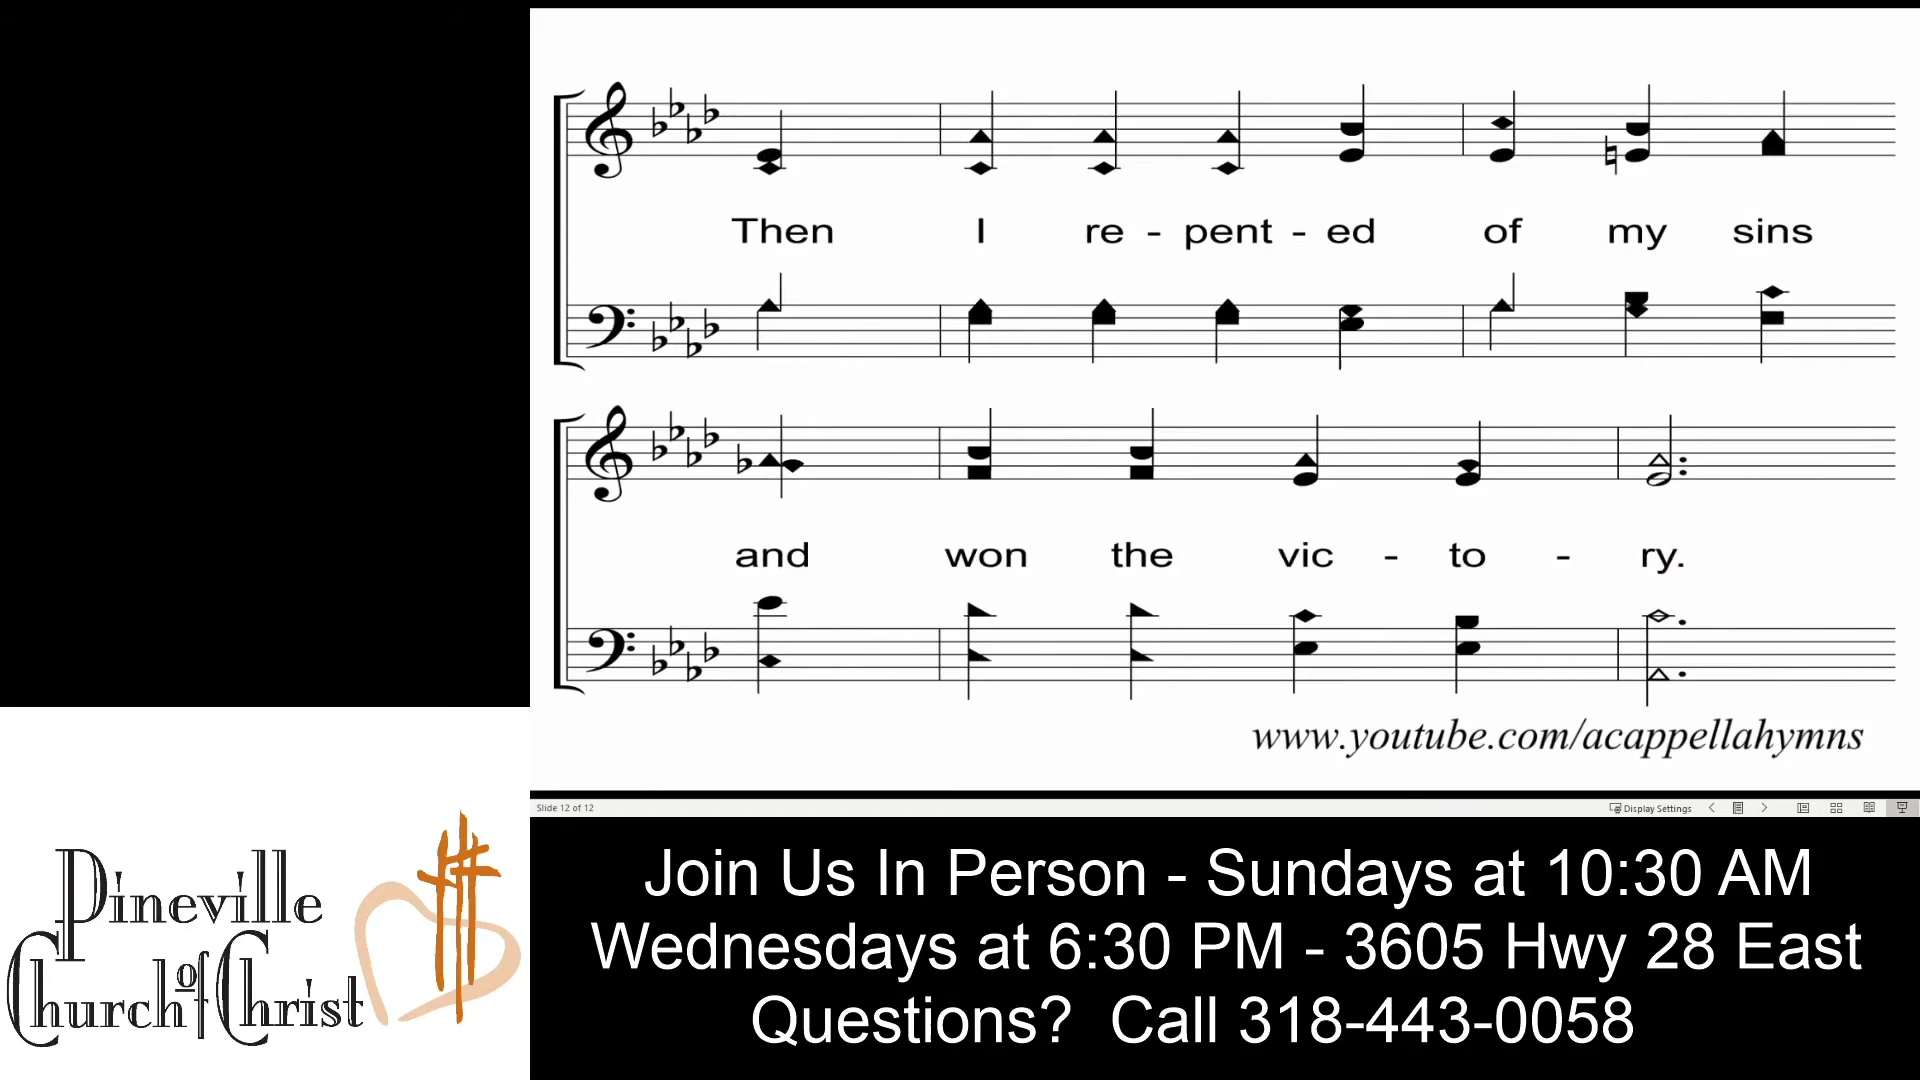 Then I re - pent - ed of my sins
and won the vic - to - ry.
www.youtube.com/acappellahymns
Slide 12 of 12
Display Settings
Pineville
Church of Christ
Join Us In Person - Sundays at 10:30 AM
Wednesdays at 6:30 PM - 3605 Hwy 28 East
Questions? Call 318-443-0058